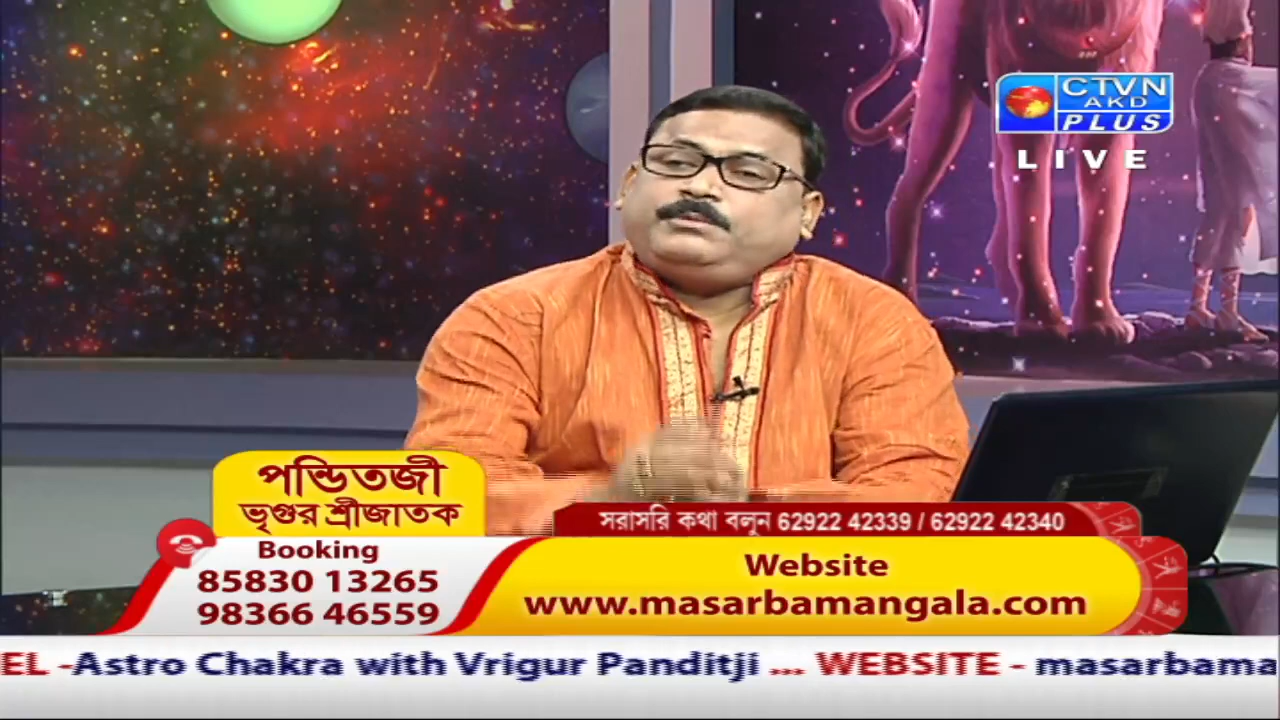 CTVN
AKD
PLUS
LIVE
পন্ডিতজী
ভৃগুর শ্রীজাতক
সরাসরি কথা বলুন 62922 42339 / 62922 42340
Booking
85830 13265
98366 46559
Website
www.masarbamangala.com
EL -Astro Chakra with Vrigur Panditji ... WEBSITE - masarbama